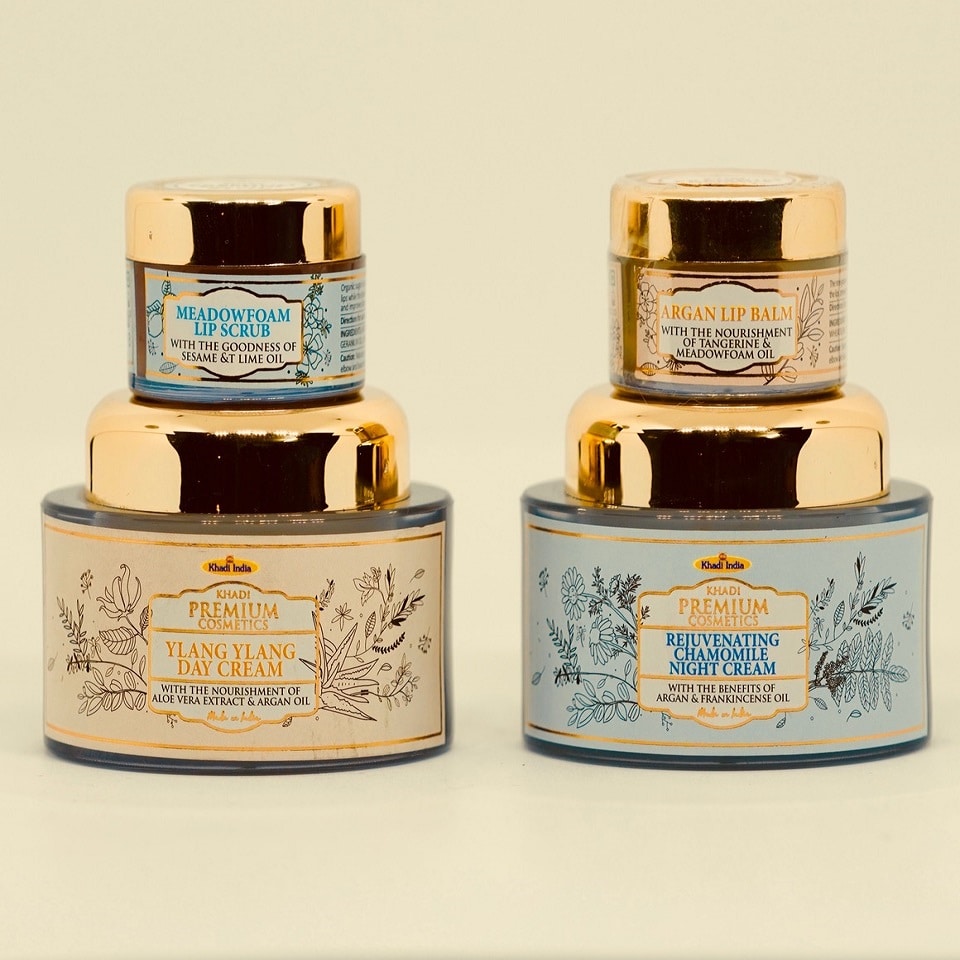 MEADOWFOAM
LIP SCRUB
WITH THE GOODNESS OF
SESAME &T LIME OIL
ARGAN LIP BALM
WITH THE NOURISHMENT
OF TANGERINE &
MEADOWFOAM OIL
Khadi India
KHADI
PREMIUM
COSMETICS
YLANG YLANG
DAY CREAM
WITH THE NOURISHMENT OF
ALOE VERA EXTRACT & ARGAN OIL
Made in India
Khadi India
KHADI
PREMIUM
COSMETICS
REJUVENATING
CHAMOMILE
NIGHT CREAM
WITH THE BENEFITS OF
ARGAN & FRANKINCENSE OIL
Made in India